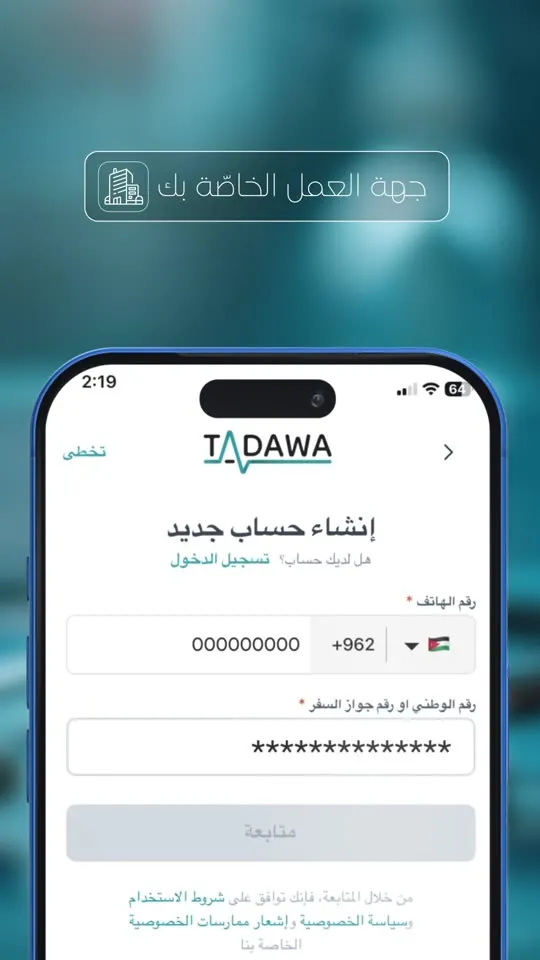 جهة العمل الخاصّة بك
2:19
64
تخطى
TADAWA
إنشاء حساب جديد
هل لديك حساب؟ تسجيل الدخول
رقم الهاتف *
+962
000000000
رقم الوطني او رقم جواز السفر *
**************
متابعة
من خلال المتابعة، فإنك توافق على شروط الاستخدام
وسياسة الخصوصية وإشعار ممارسات الخصوصية
الخاصة بنا